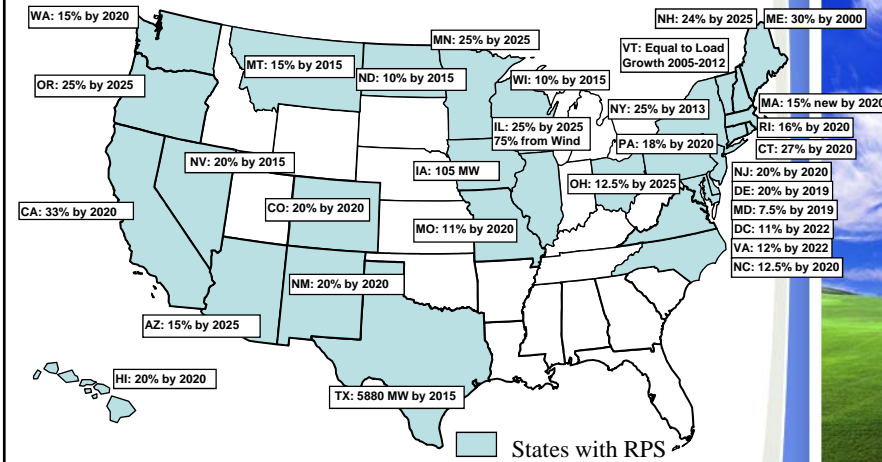 WA: 15% by 2020
NH: 24% by 2025
ME: 30% by 2000
MN: 25% by 2025
VT: Equal to Load
Growth 2005-2012
MT: 15% by 2015
ND: 10% by 2015
WI: 10% by 2015
OR: 25% by 2025
NY: 25% by 2013
MA: 15% new by 2020
IL: 25% by 2025
75% from Wind
RI: 16% by 2020
PA: 18% by 2020
CT: 27% by 2020
NV: 20% by 2015
IA: 105 MW
NJ: 20% by 2020
OH: 12.5% by 2025
DE: 20% by 2019
CA: 33% by 2020
CO: 20% by 2020
MD: 7.5% by 2019
MO: 11% by 2020
DC: 11% by 2022
VA: 12% by 2022
NC: 12.5% by 2020
NM: 20% by 2020
AZ: 15% by 2025
HI: 20% by 2020
TX: 5880 MW by 2015
States with RPS